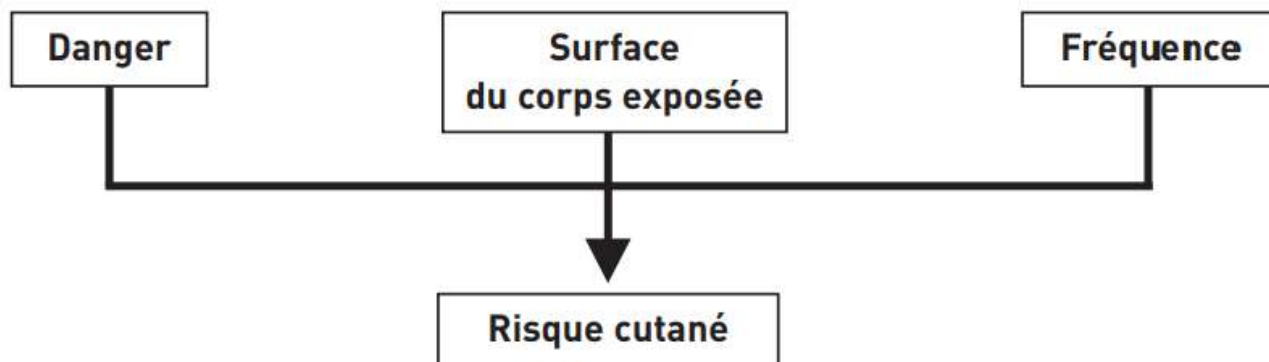 Danger
Surface
du corps exposée
Fréquence
Risque cutané